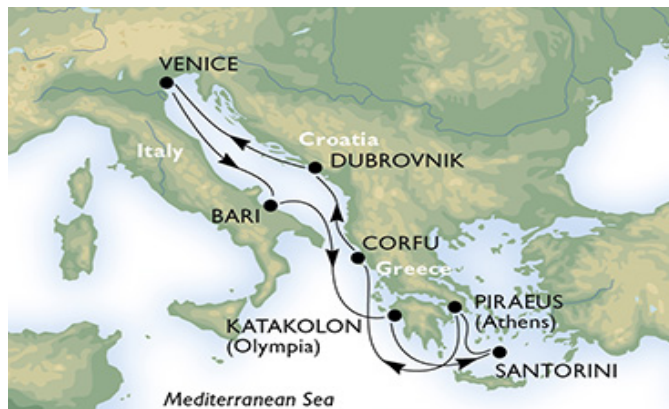 VENICE
Croatia
DUBROVNIK
Italy
BARI
CORFU
Greece
PIRAEUS
(Athens)
KATAKOLON
(Olympia)
SANTORINI
Mediterranean Sea